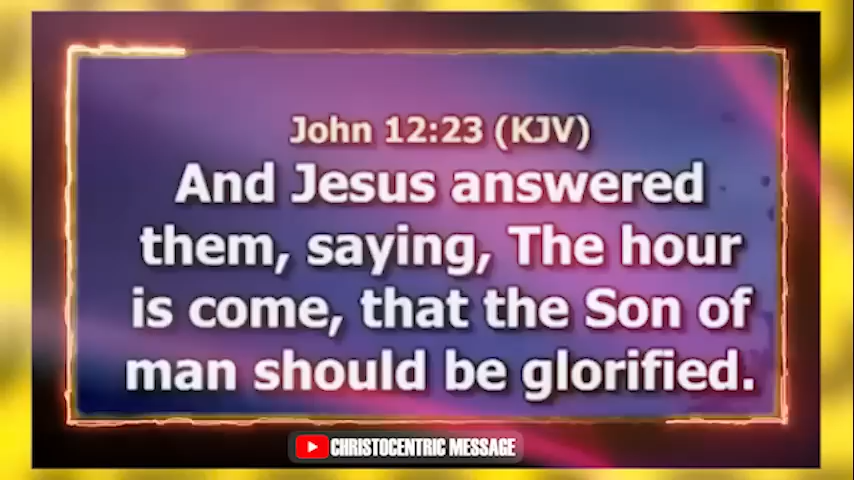 John 12:23 (KJV)
And Jesus answered
them, saying, The hour
is come, that the Son of
man should be glorified.
CHRISTOCENTRIC MESSAGE